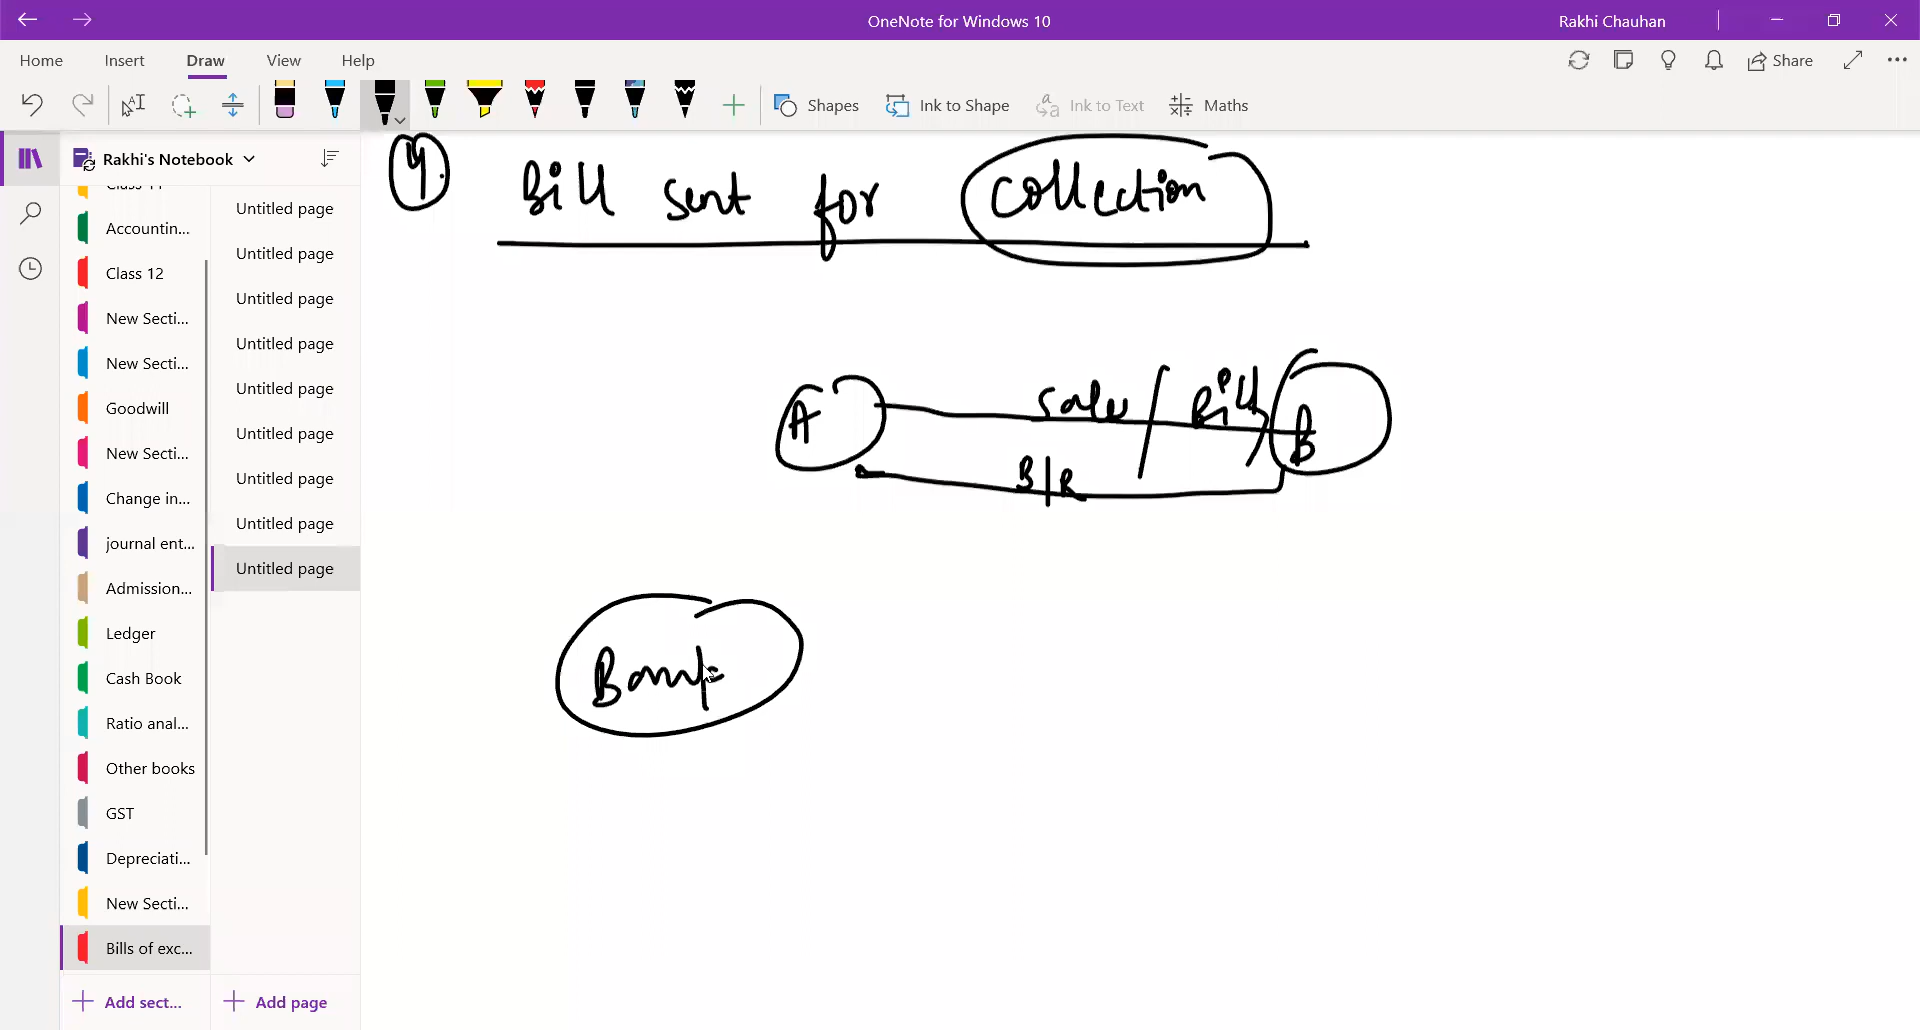 OneNote for Windows 10
Rakhi Chauhan
Home Insert Draw View Help
Share
Shapes Ink to Shape Ink to Text Maths
Rakhi's Notebook
Class 11
Accountin...
Class 12
New Secti...
New Secti...
Goodwill
New Secti...
Change in...
journal ent...
Admission...
Ledger
Cash Book
Ratio anal...
Other books
GST
Depreciati...
New Secti...
Bills of exc...
Add sect...
Untitled page
Untitled page
Untitled page
Untitled page
Untitled page
Untitled page
Untitled page
Untitled page
Untitled page
Add page
4. Bill sent for Collection
A Sales / Bill B
B/R
Bank